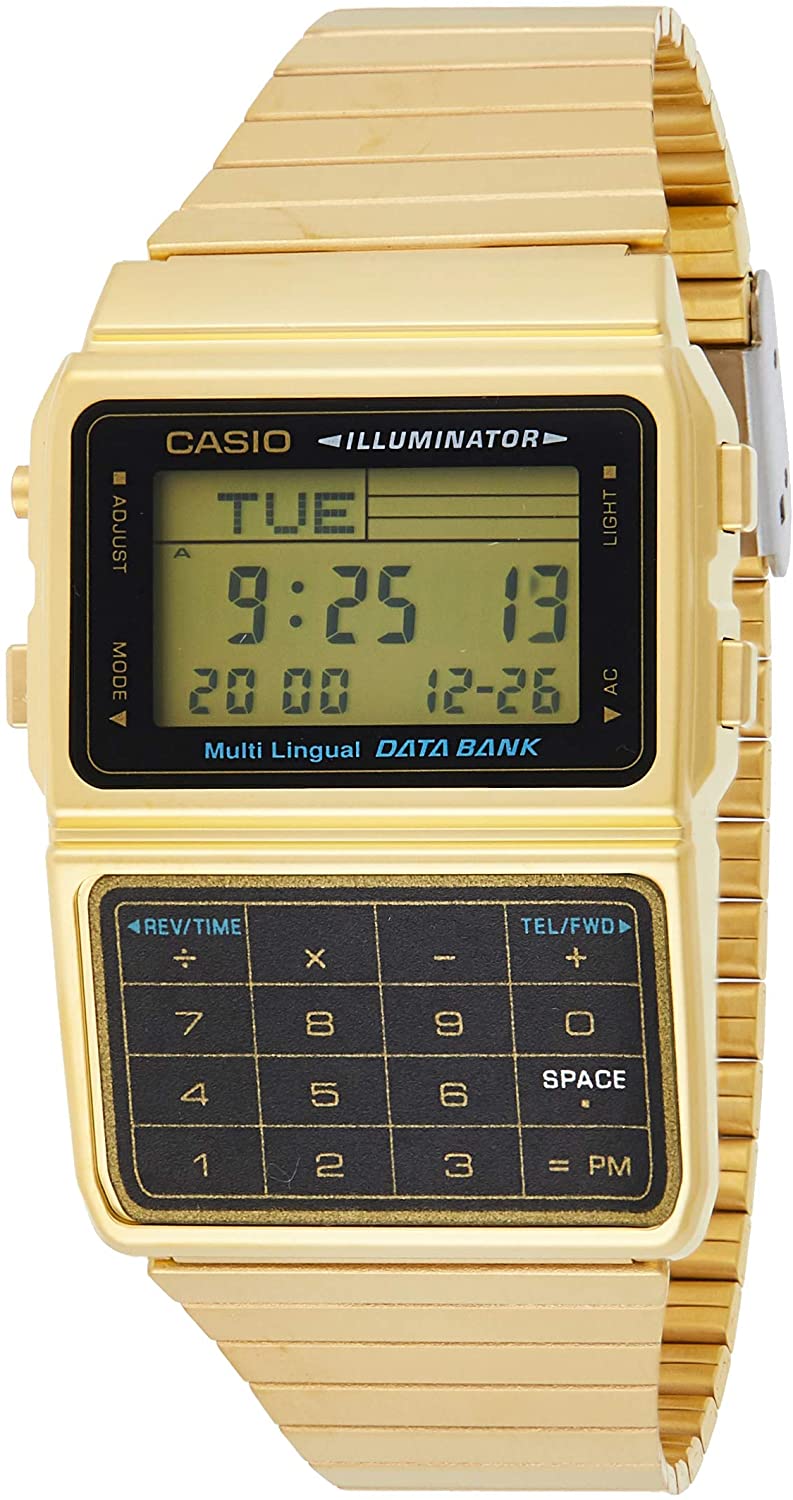 CASIO ◄ILLUMINATOR►
ADJUST
LIGHT
TUE
A
9:25 13
20 00 12-26
MODE
AC
Multi Lingual DATA BANK
◄REV/TIME TEL/FWD►
÷ × - +
7 8 9 0
SPACE
4 5 6 .
1 2 3 = PM